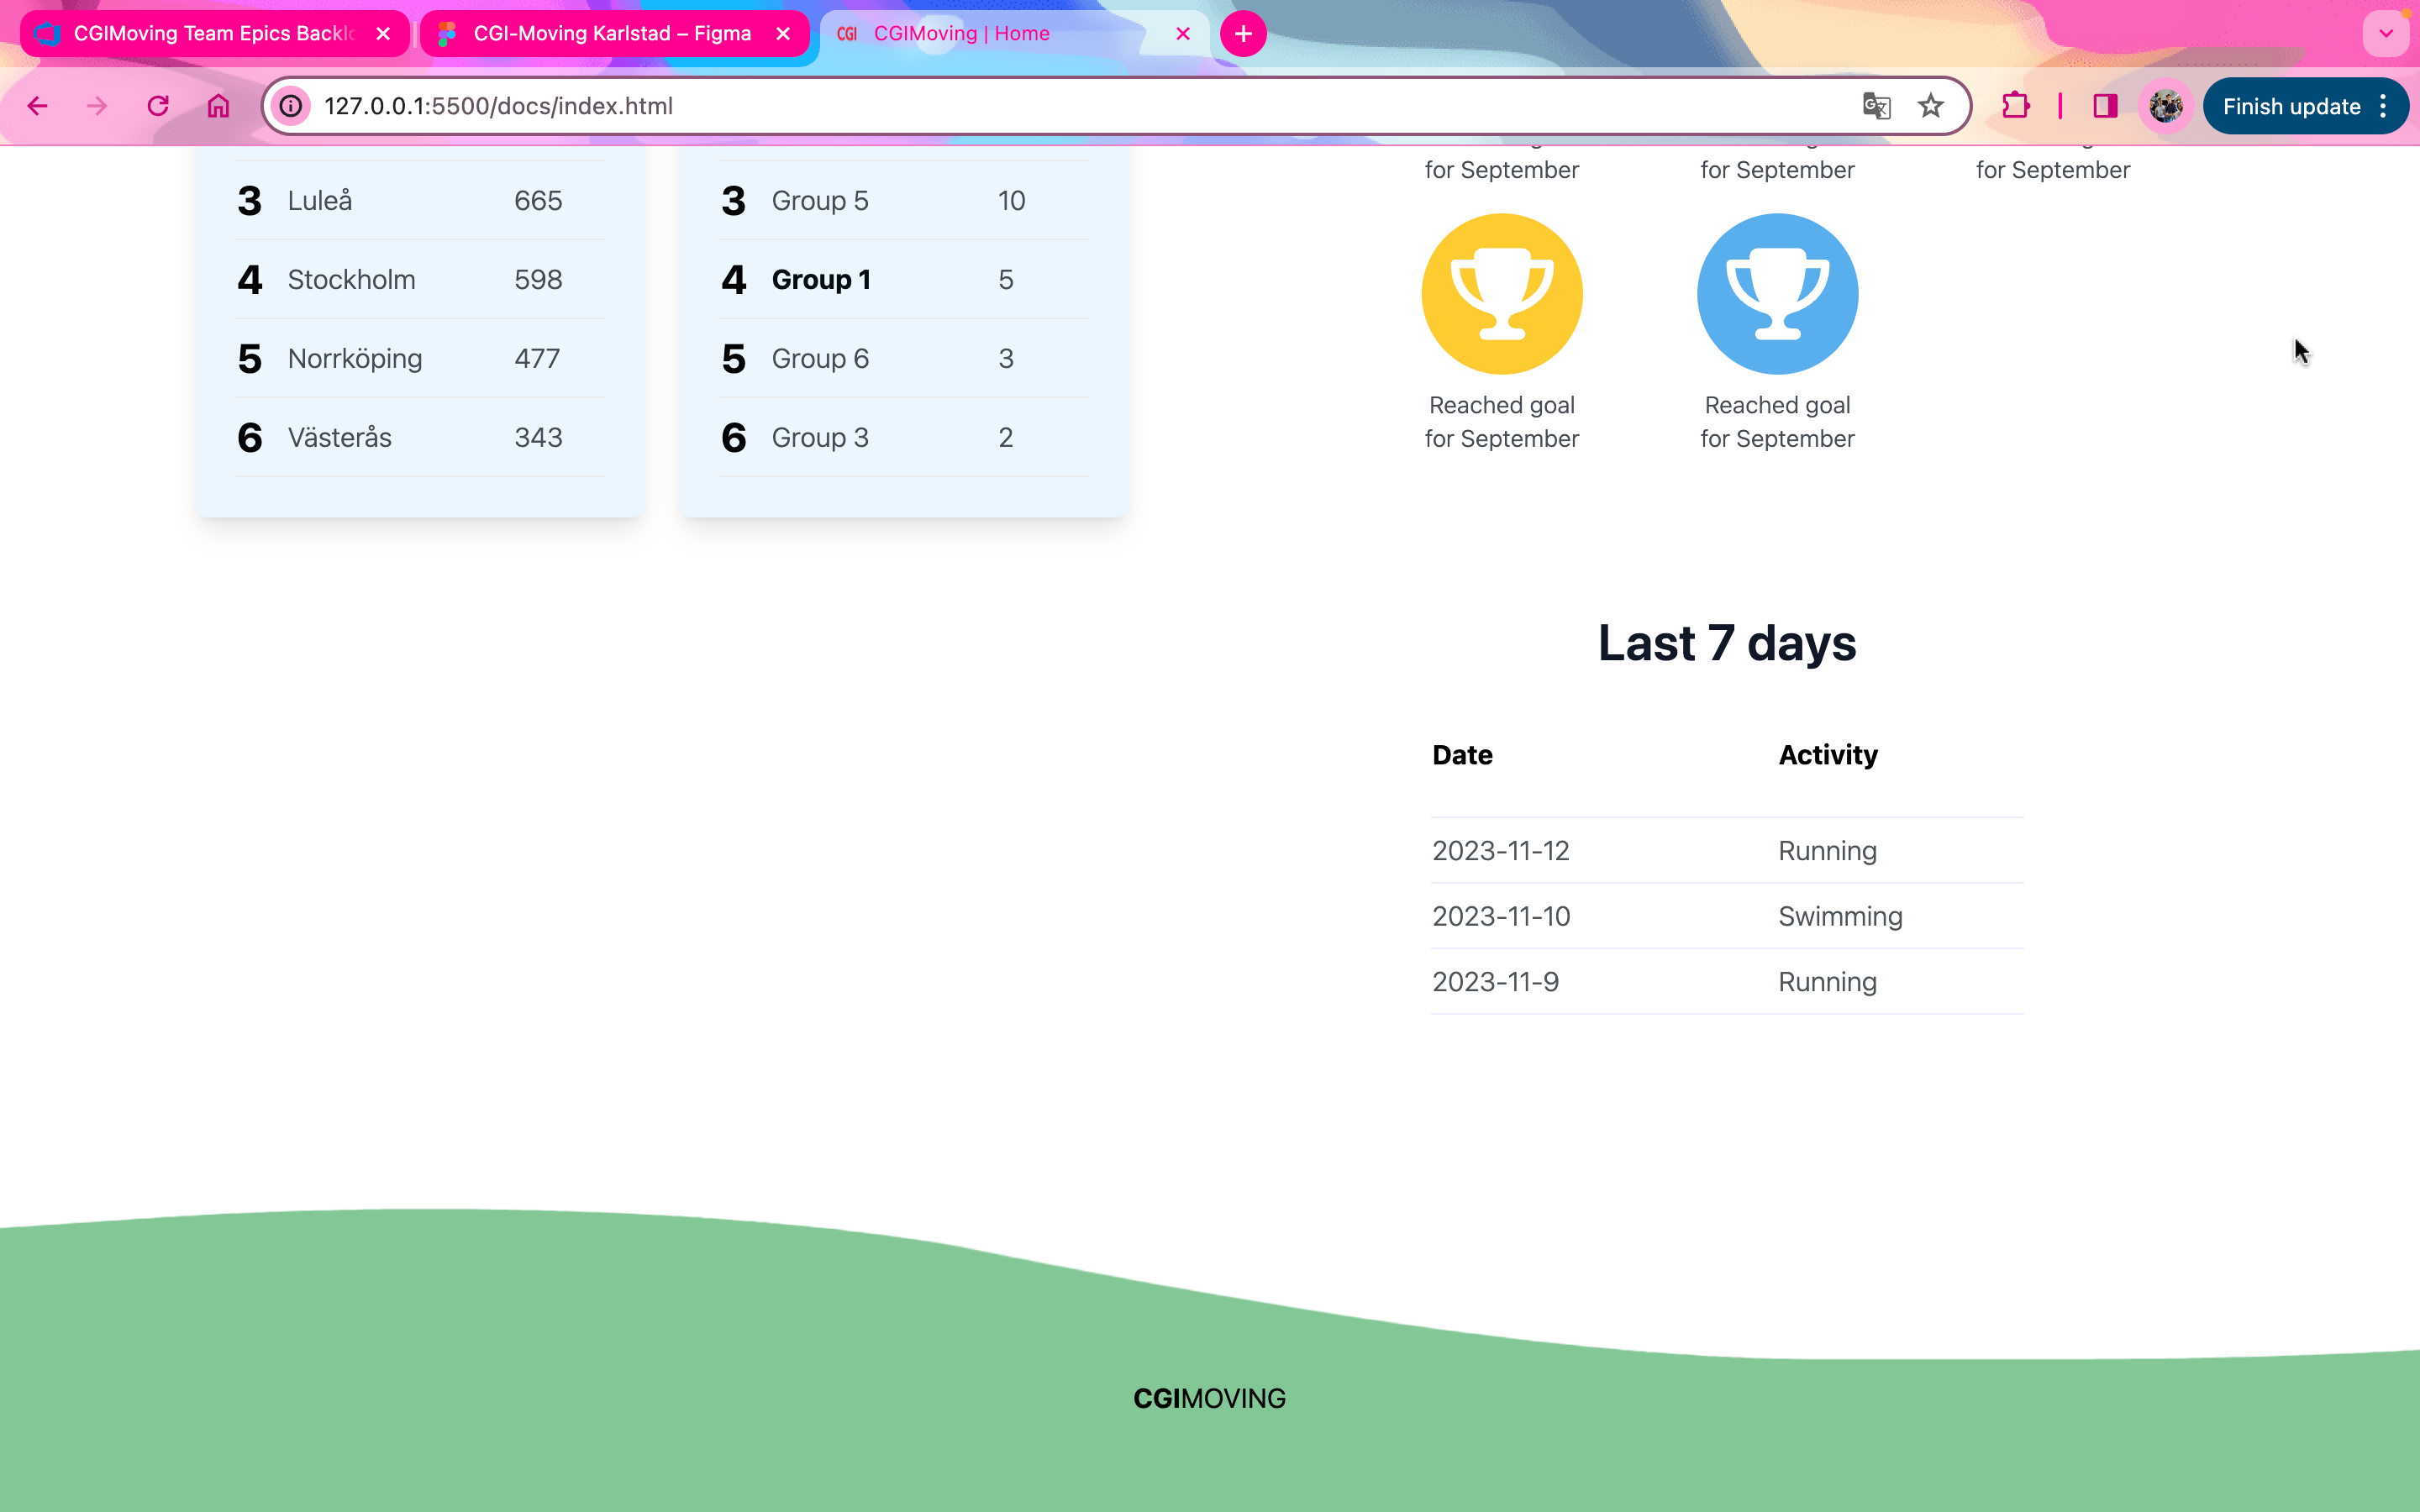 CGIMoving Team Epics Backlo
CGI-Moving Karlstad – Figma
CGI CGIMoving | Home
127.0.0.1:5500/docs/index.html
Finish update
3 Luleå 665
4 Stockholm 598
5 Norrköping 477
6 Västerås 343
3 Group 5 10
4 Group 1 5
5 Group 6 3
6 Group 3 2
for September
for September
for September
Reached goal
for September
Reached goal
for September
Last 7 days
Date Activity
2023-11-12 Running
2023-11-10 Swimming
2023-11-9 Running
CGIMOVING